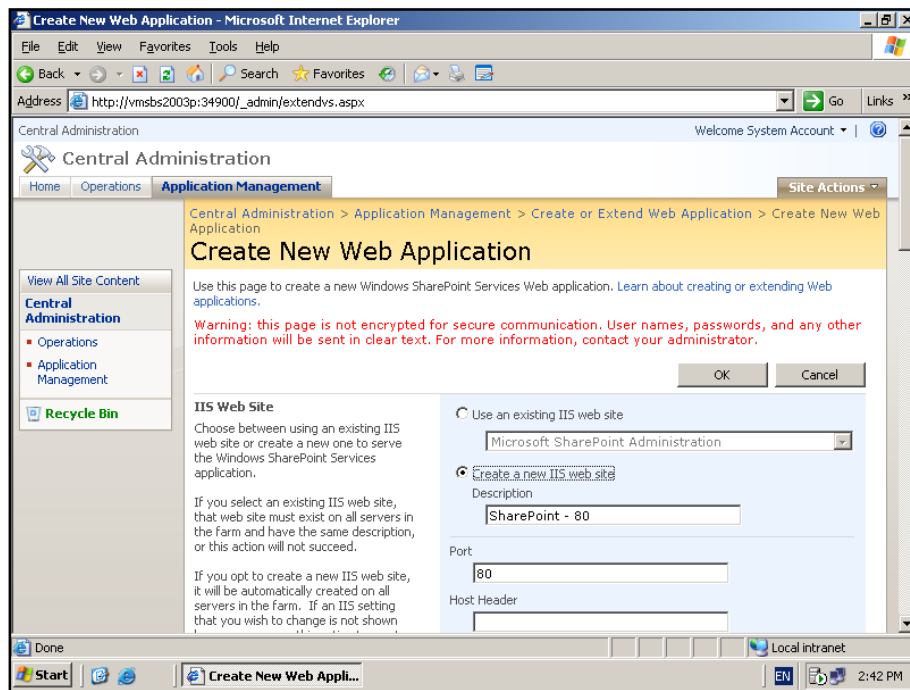 Create New Web Application - Microsoft Internet Explorer
File Edit View Favorites Tools Help
Back Search Favorites
Address http://vmsbs2003p:34900/_admin/extendvs.aspx Go Links »
Central Administration Welcome System Account
Central Administration
Home Operations Application Management Site Actions
Central Administration > Application Management > Create or Extend Web Application > Create New Web
Application
Create New Web Application
View All Site Content
Central
Administration
Operations
Application
Management
Recycle Bin
Use this page to create a new Windows SharePoint Services Web application. Learn about creating or extending Web
applications.
Warning: this page is not encrypted for secure communication. User names, passwords, and any other
information will be sent in clear text. For more information, contact your administrator.
OK Cancel
IIS Web Site
Choose between using an existing IIS
web site or create a new one to serve
the Windows SharePoint Services
application.
If you select an existing IIS web site,
that web site must exist on all servers in
the farm and have the same description,
or this action will not succeed.
If you opt to create a new IIS web site,
it will be automatically created on all
servers in the farm. If an IIS setting
that you wish to change is not shown
Use an existing IIS web site
Microsoft SharePoint Administration
Create a new IIS web site
Description
SharePoint - 80
Port
80
Host Header
Done Local intranet
Start Create New Web Appli... EN 2:42 PM